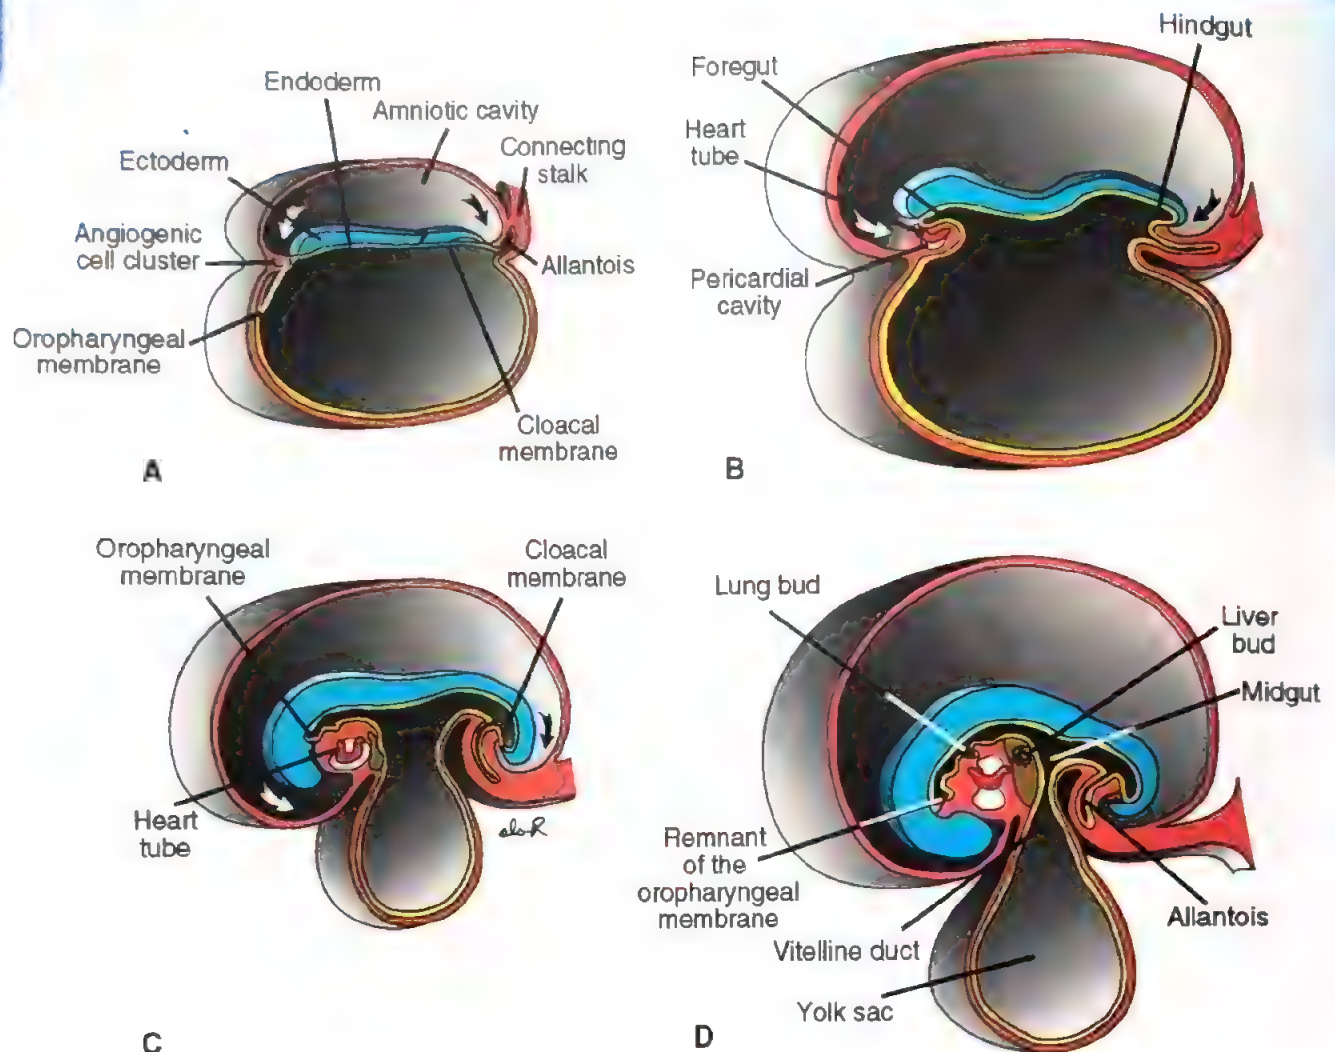 Endoderm
Amniotic cavity
Ectoderm
Connecting
stalk
Angiogenic
cell cluster
Allantois
Oropharyngeal
membrane
Cloacal
membrane
A
Hindgut
Foregut
Heart
tube
Pericardial
cavity
B
Oropharyngeal
membrane
Cloacal
membrane
Heart
tube
C
Lung bud
Liver
bud
Midgut
Remnant
of the
oropharyngeal
membrane
Allantois
Vitelline duct
Yolk sac
D